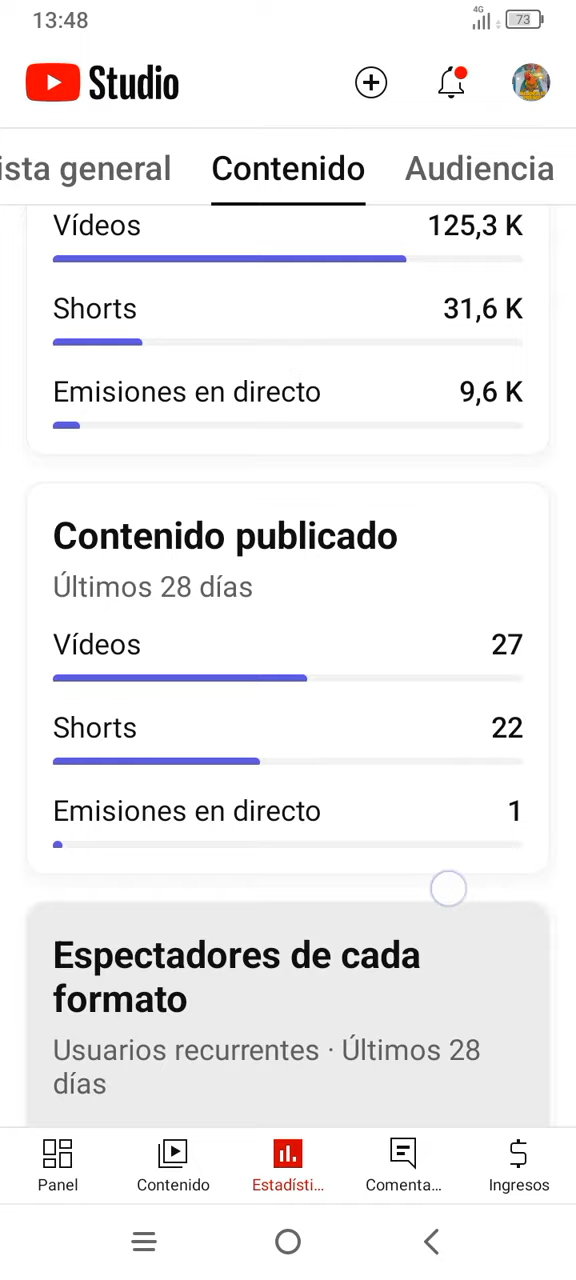 13:48
4G
73
Studio
ista general
Contenido
Audiencia
Vídeos
125,3 K
Shorts
31,6 K
Emisiones en directo
9,6 K
Contenido publicado
Últimos 28 días
Vídeos
27
Shorts
22
Emisiones en directo
1
Espectadores de cada
formato
Usuarios recurrentes · Últimos 28
días
Panel
Contenido
Estadísti...
Comenta...
Ingresos